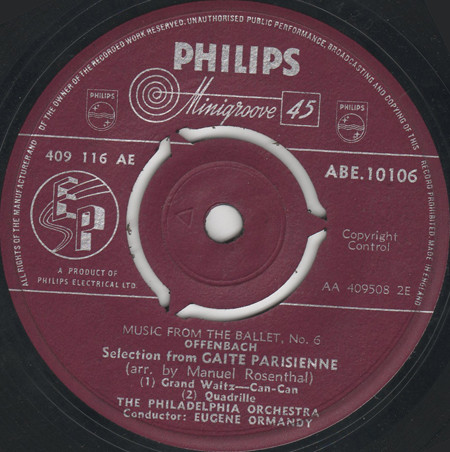 ALL RIGHTS OF THE MANUFACTURER AND OF THE OWNER OF THE RECORDED WORK RESERVED. UNAUTHORISED PUBLIC PERFORMANCE, BROADCASTING AND COPYING OF THIS RECORD PROHIBITED. MADE IN ENGLAND
PHILIPS
PHILIPS
Minigroove 45
PHILIPS
409 116 AE
ABE.10106
EP
Copyright
Control
A PRODUCT OF
PHILIPS ELECTRICAL LTD.
AA 409508 2E
MUSIC FROM THE BALLET, No. 6
OFFENBACH
Selection from GAITE PARISIENNE
(arr. by Manuel Rosenthal)
(1) Grand Waltz—Can-Can
(2) Quadrille
THE PHILADELPHIA ORCHESTRA
Conductor: EUGENE ORMANDY